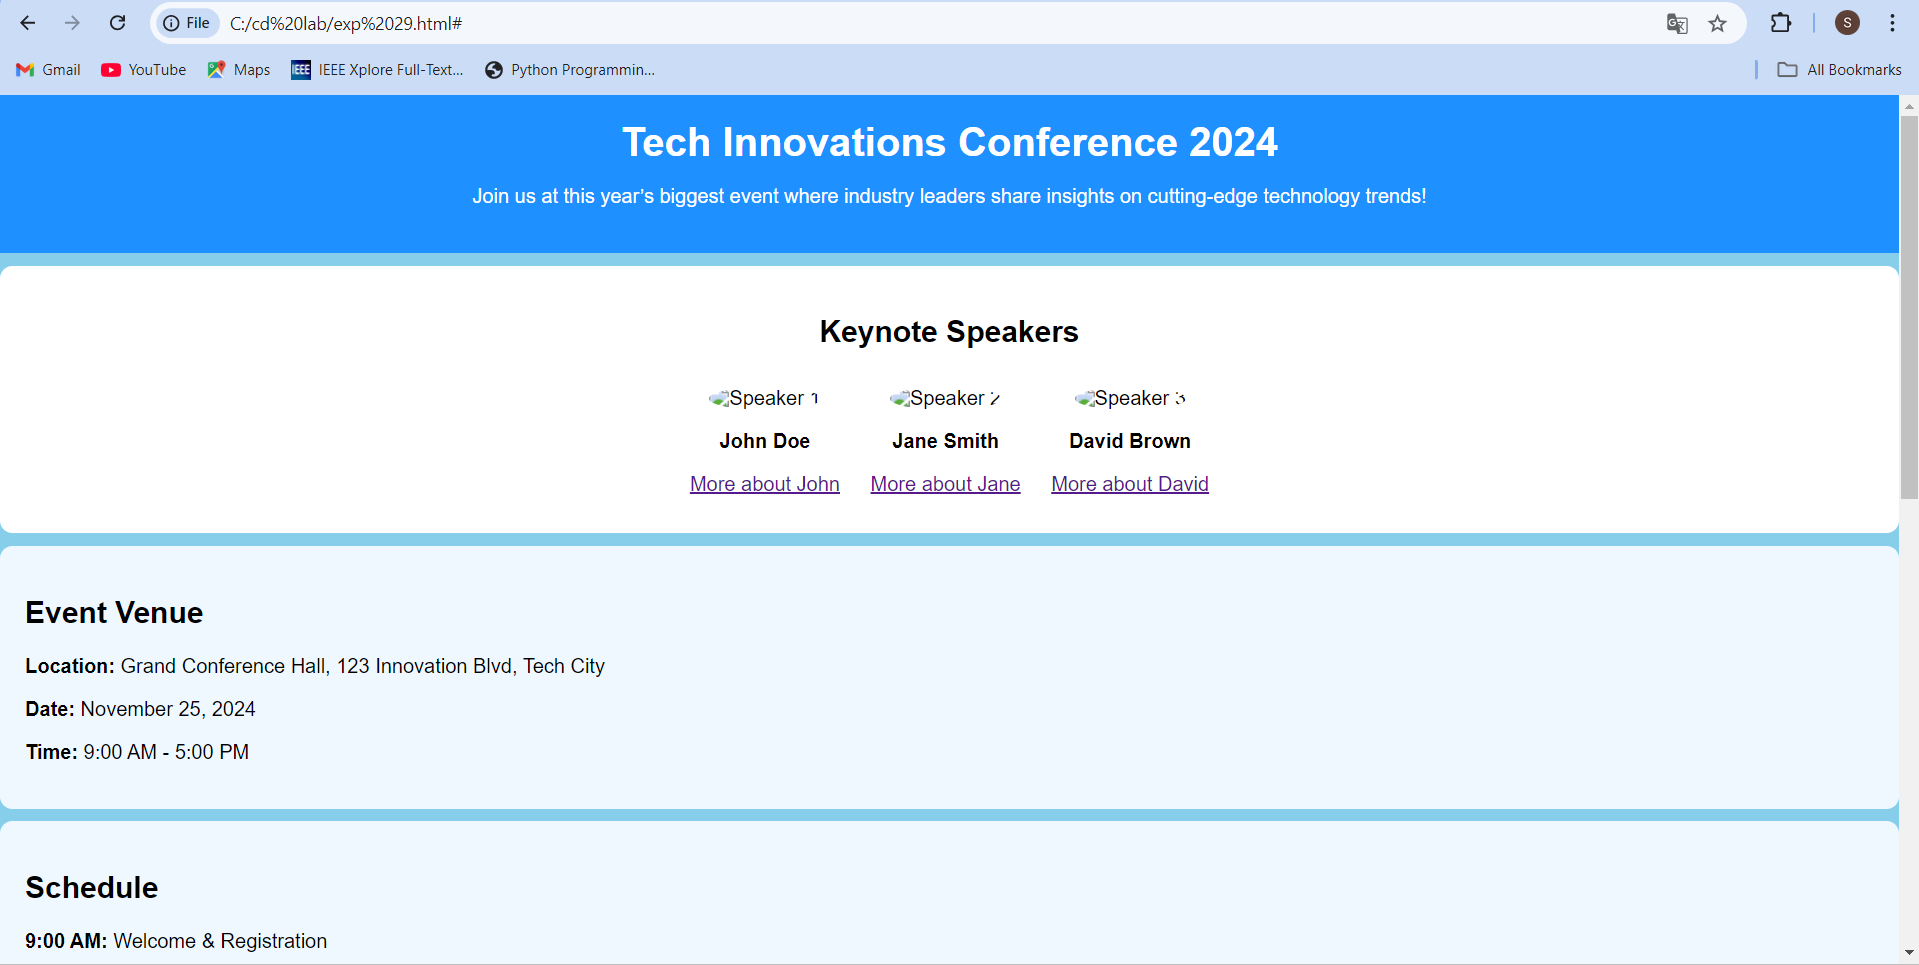 File C:/cd%20lab/exp%2029.html# S
Gmail YouTube Maps IEEE IEEE Xplore Full-Text... Python Programmin... All Bookmarks
Tech Innovations Conference 2024
Join us at this year's biggest event where industry leaders share insights on cutting-edge technology trends!
Keynote Speakers
Speaker 1 Speaker 2 Speaker 3
John Doe Jane Smith David Brown
More about John More about Jane More about David
Event Venue
Location: Grand Conference Hall, 123 Innovation Blvd, Tech City
Date: November 25, 2024
Time: 9:00 AM - 5:00 PM
Schedule
9:00 AM: Welcome & Registration